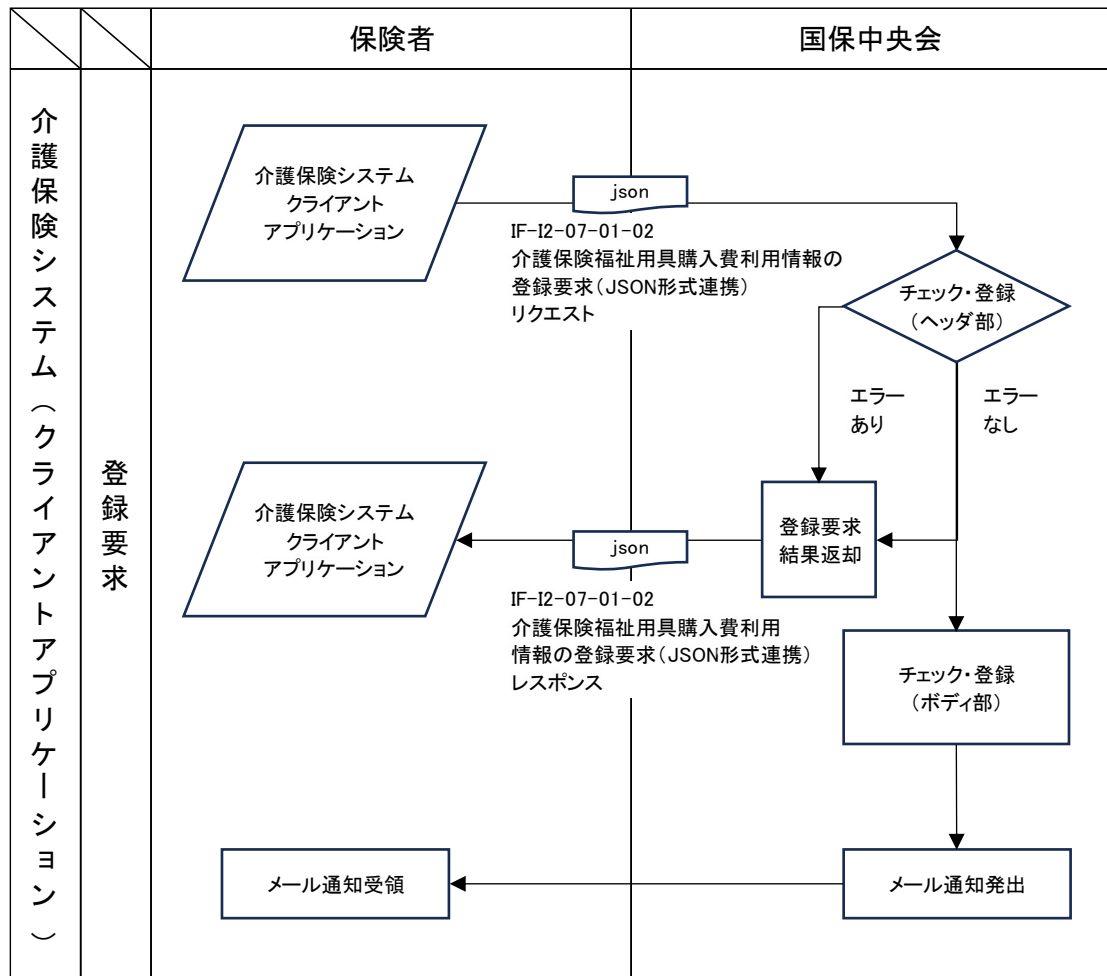 保険者
国保中央会
介護保険システム（クライアントアプリケーション）
登録要求
介護保険システム
クライアント
アプリケーション
json
IF-I2-07-01-02
介護保険福祉用具購入費利用情報の
登録要求（JSON形式連携）
リクエスト
チェック・登録
（ヘッダ部）
エラー
あり
エラー
なし
介護保険システム
クライアント
アプリケーション
json
登録要求
結果返却
IF-I2-07-01-02
介護保険福祉用具購入費利用
情報の登録要求（JSON形式連携）
レスポンス
チェック・登録
（ボディ部）
メール通知受領
メール通知発出